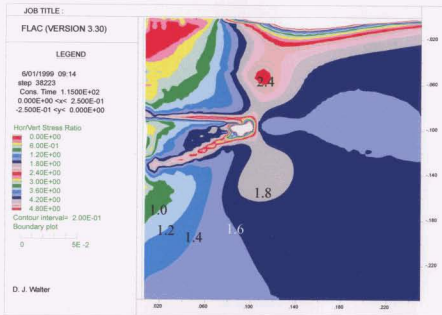 JOB TITLE :
FLAC (VERSION 3.30)
LEGEND
6/01/1999 09:14
step 38223
Cons. Time 1.1500E+02
0.000E+00 <x< 2.500E-01
-2.500E-01 <y< 0.000E+00
Hor/Vert Stress Ratio
0.00E+00
6.00E-01
1.20E+00
1.80E+00
2.40E+00
3.00E+00
3.60E+00
4.20E+00
4.80E+00
Contour interval= 2.00E-01
Boundary plot
0 5E -2
D. J. Walter
2.4
1.8
1.0
1.2
1.4
1.6
-.020
-.060
-.100
-.140
-.180
-.220
.020 .060 .100 .140 .180 .220